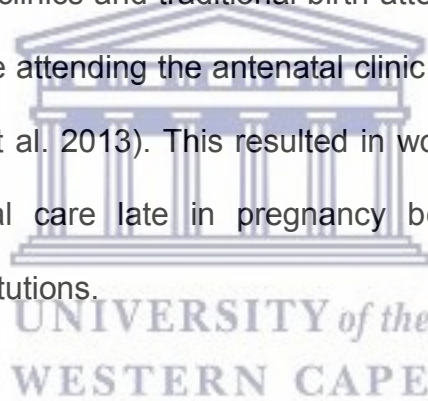 clinics and traditional birth atte
e attending the antenatal clinic
t al. 2013). This resulted in wo
al care late in pregnancy be
tutions.
UNIVERSITY of the
WESTERN CAPE